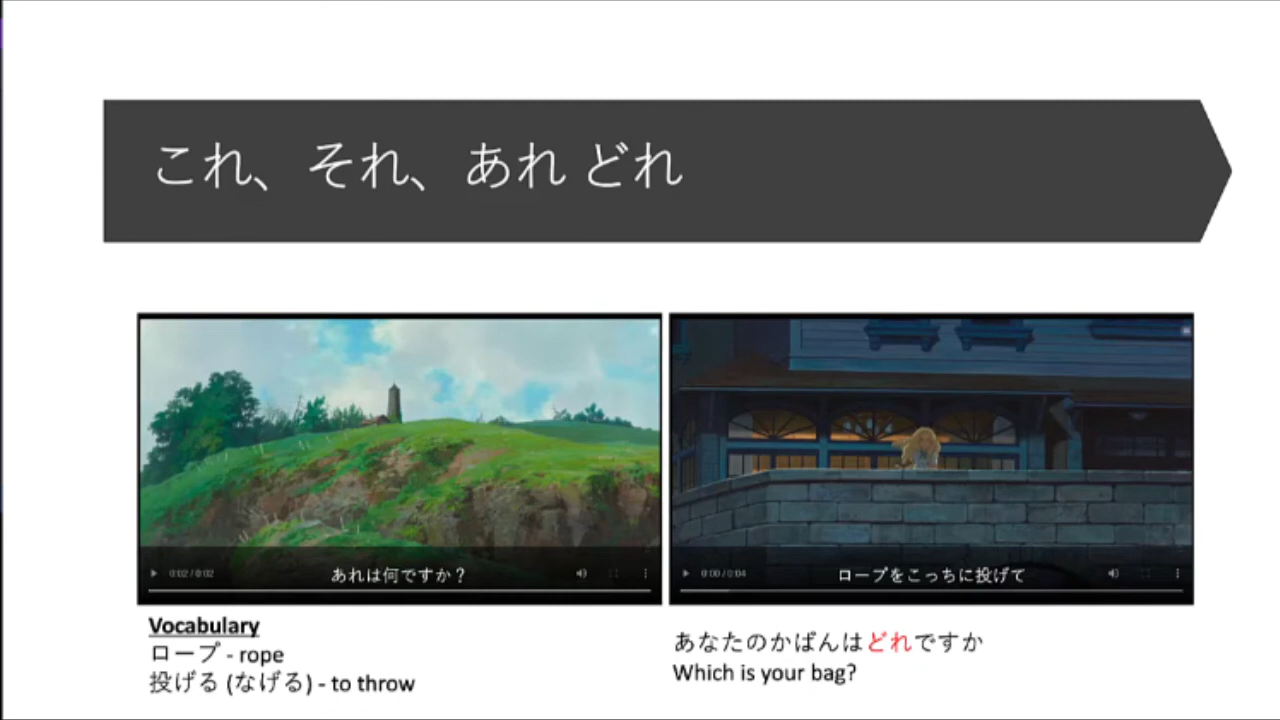 これ、それ、あれ どれ
0:02 / 0:02
あれは何ですか？
0:00 / 0:04
ロープをこっちに投げて
Vocabulary
ロープ - rope
投げる (なげる) - to throw
あなたのかばんはどれですか
Which is your bag?